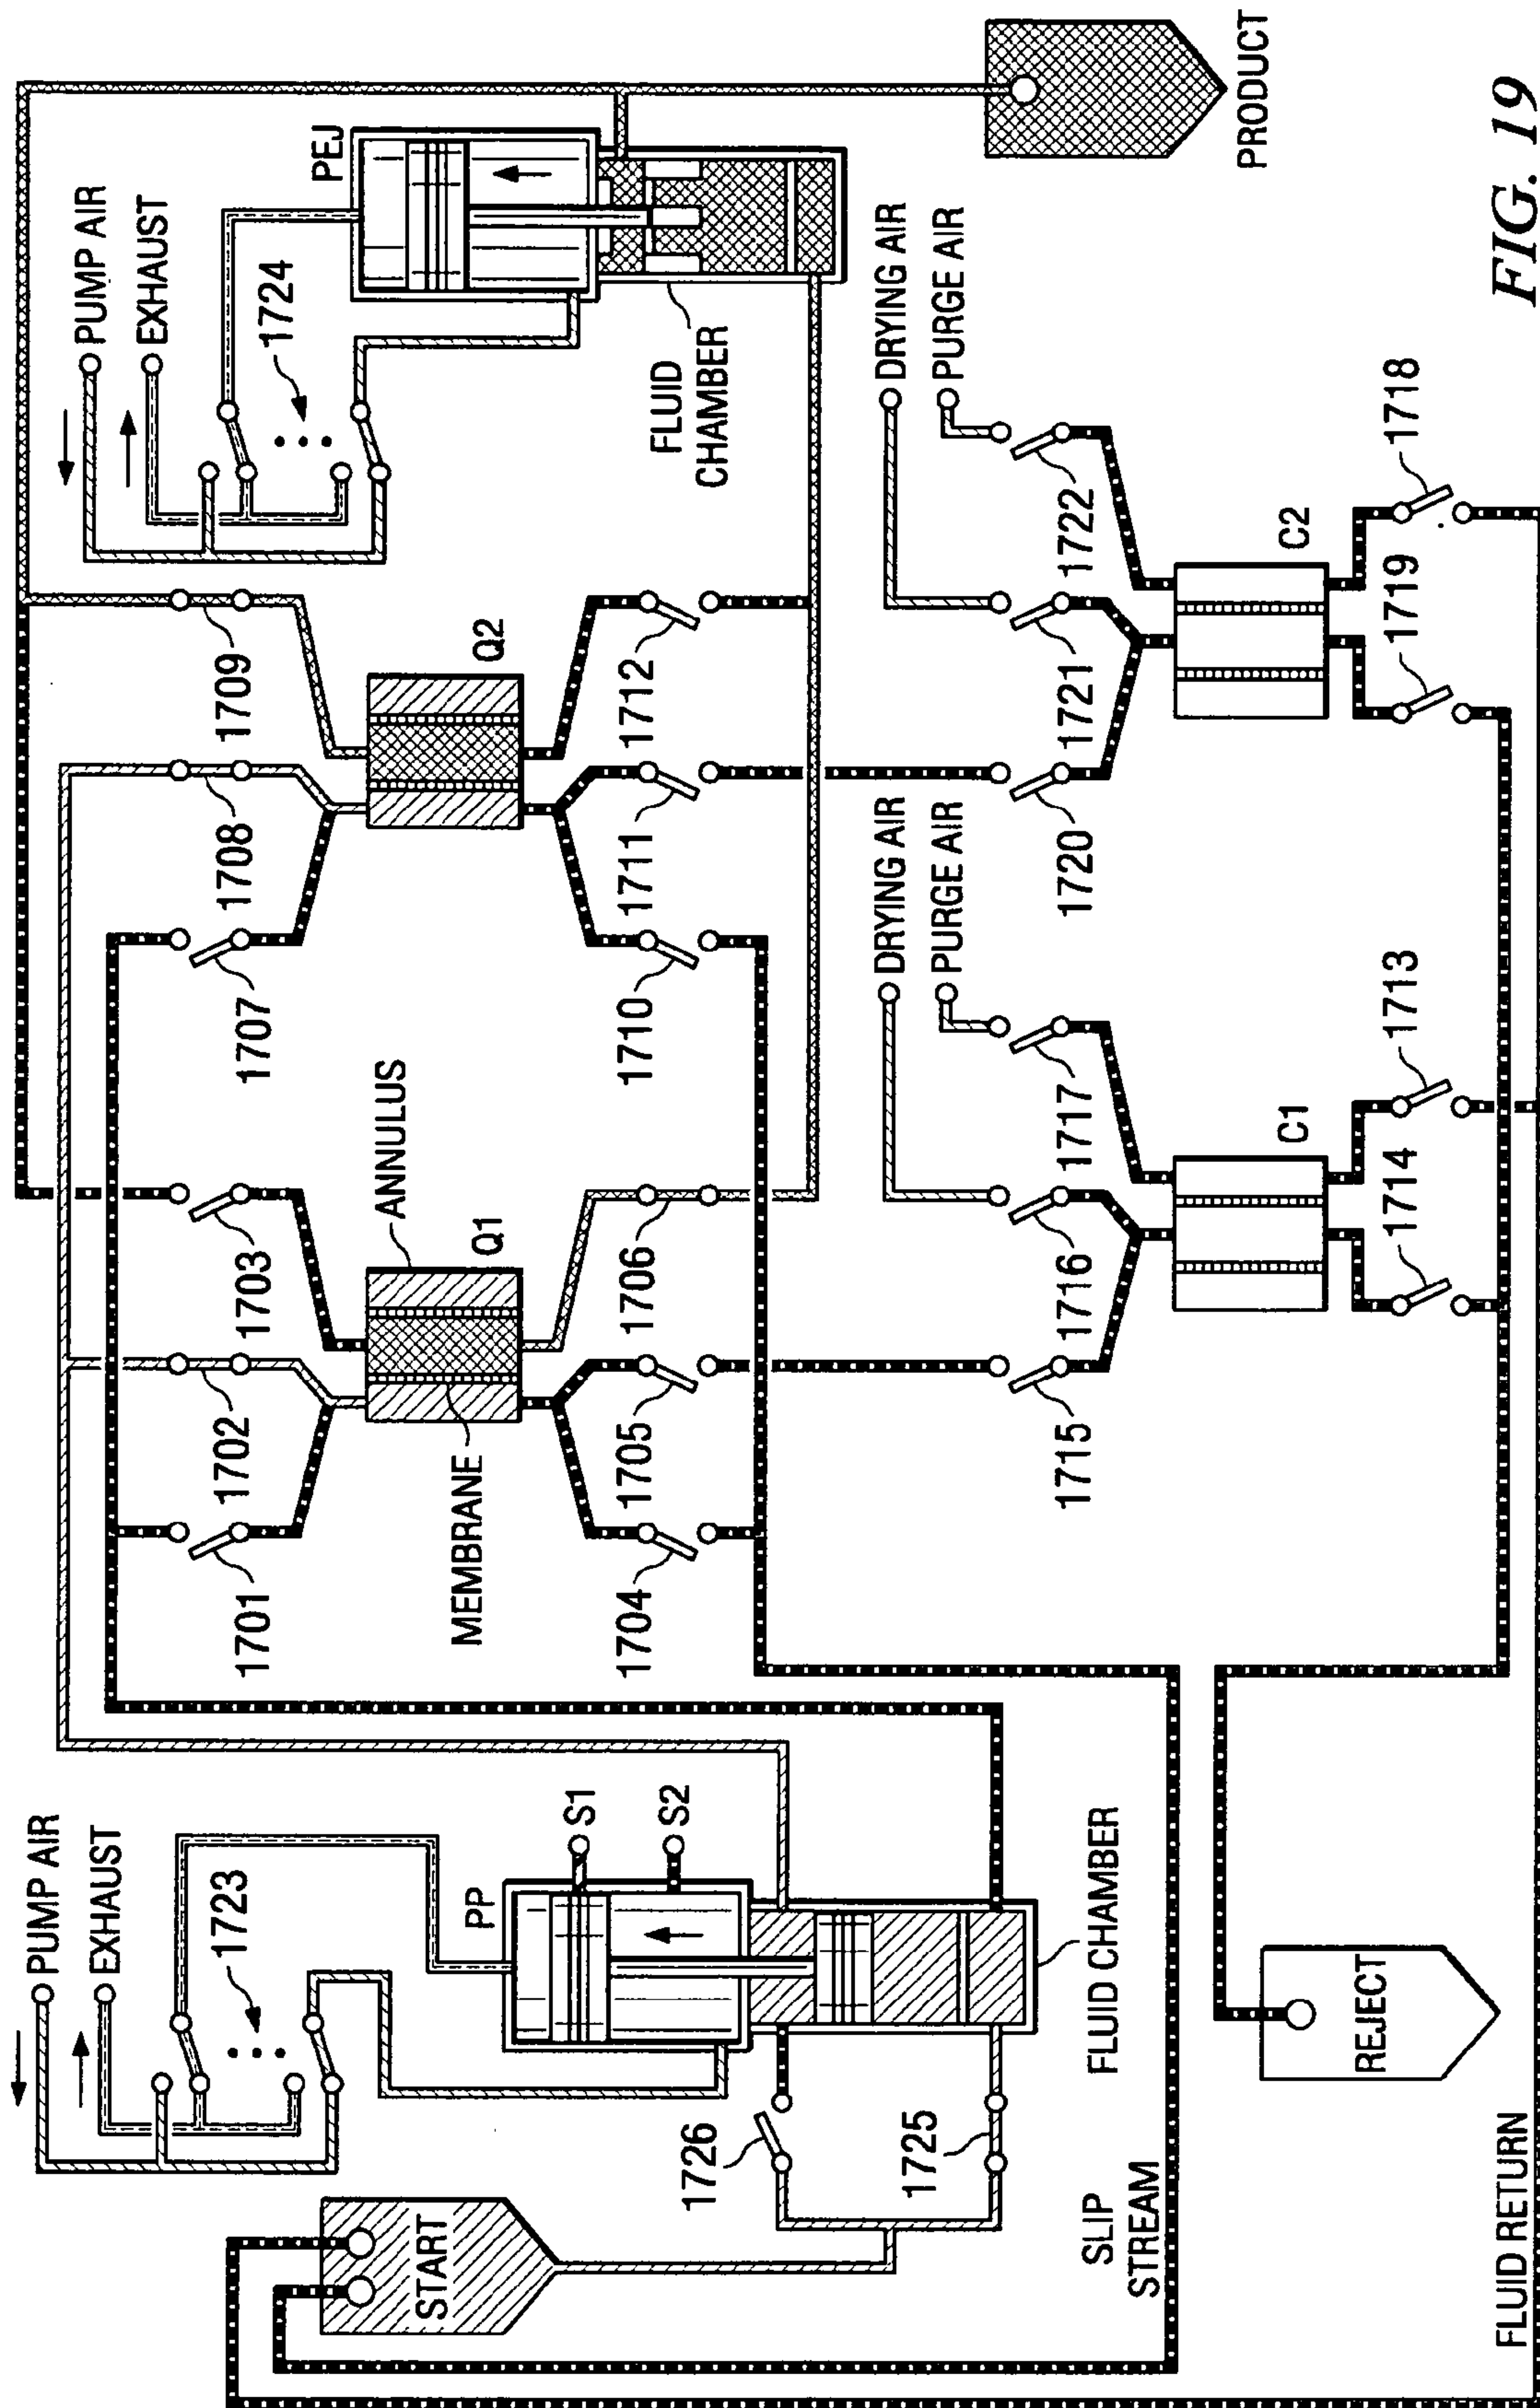 PUMP AIR
EXHAUST
1723
PP
S1
S2
START
1726
1725
SLIP
STREAM
FLUID CHAMBER
REJECT
FLUID RETURN
1701
1702
1703
ANNULUS
MEMBRANE
Q1
1704
1705
1706
1707
1708
1709
Q2
1710
1711
1712
PUMP AIR
EXHAUST
1724
PEJ
FLUID
CHAMBER
DRYING AIR
PURGE AIR
1715
1716
1717
C1
1714
1713
DRYING AIR
PURGE AIR
1720
1721
1722
C2
1719
1718
PRODUCT
FIG. 19